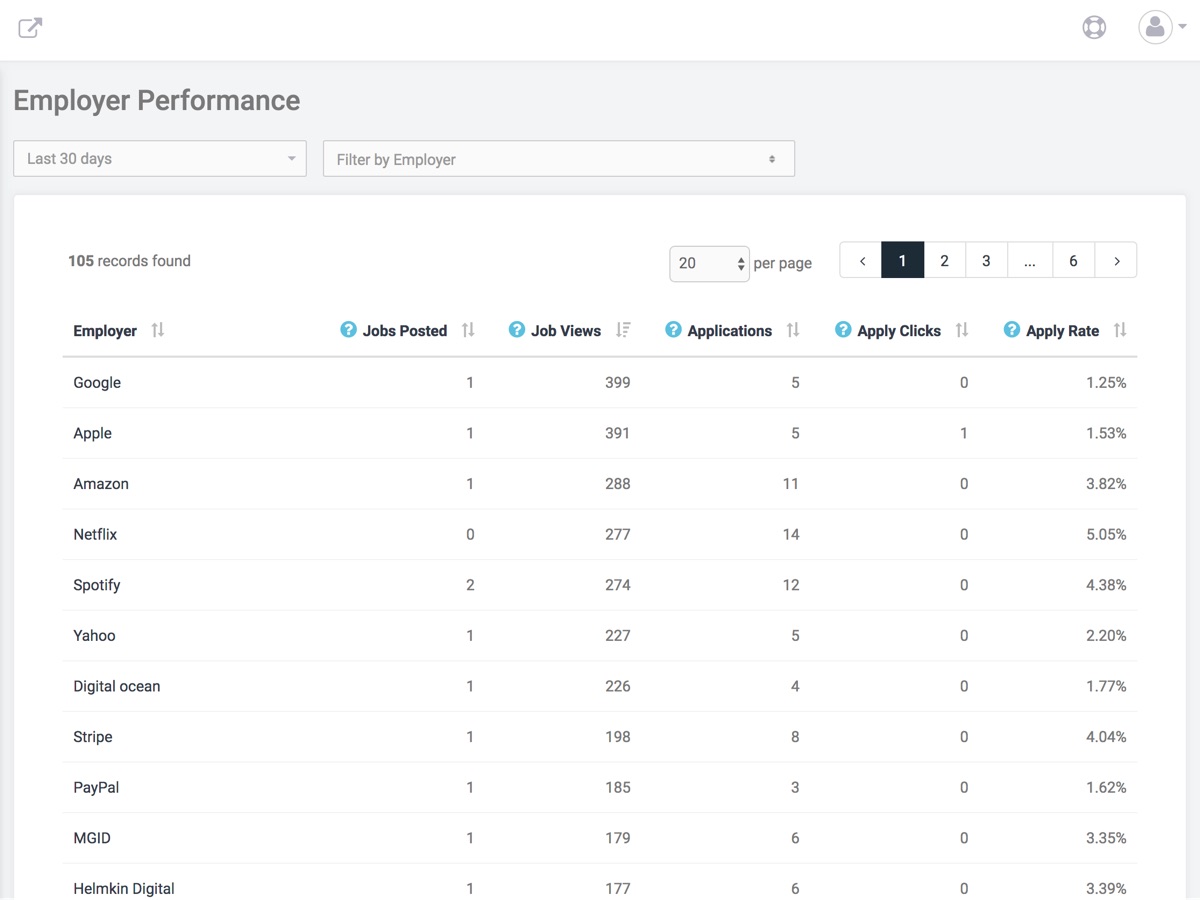 Employer Performance
Last 30 days Filter by Employer
105 records found 20 per page 1 2 3 ... 6
Employer Jobs Posted Job Views Applications Apply Clicks Apply Rate
Google 1 399 5 0 1.25%
Apple 1 391 5 1 1.53%
Amazon 1 288 11 0 3.82%
Netflix 0 277 14 0 5.05%
Spotify 2 274 12 0 4.38%
Yahoo 1 227 5 0 2.20%
Digital ocean 1 226 4 0 1.77%
Stripe 1 198 8 0 4.04%
PayPal 1 185 3 0 1.62%
MGID 1 179 6 0 3.35%
Helmkin Digital 1 177 6 0 3.39%